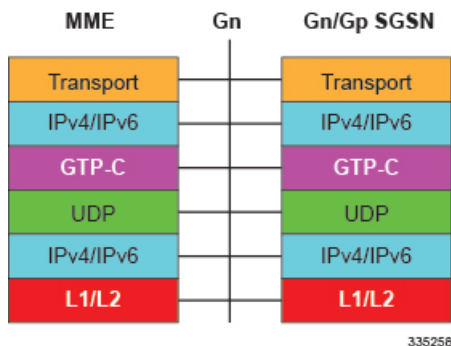 MME Gn Gn/Gp SGSN
Transport Transport
IPv4/IPv6 IPv4/IPv6
GTP-C GTP-C
UDP UDP
IPv4/IPv6 IPv4/IPv6
L1/L2 L1/L2
335258